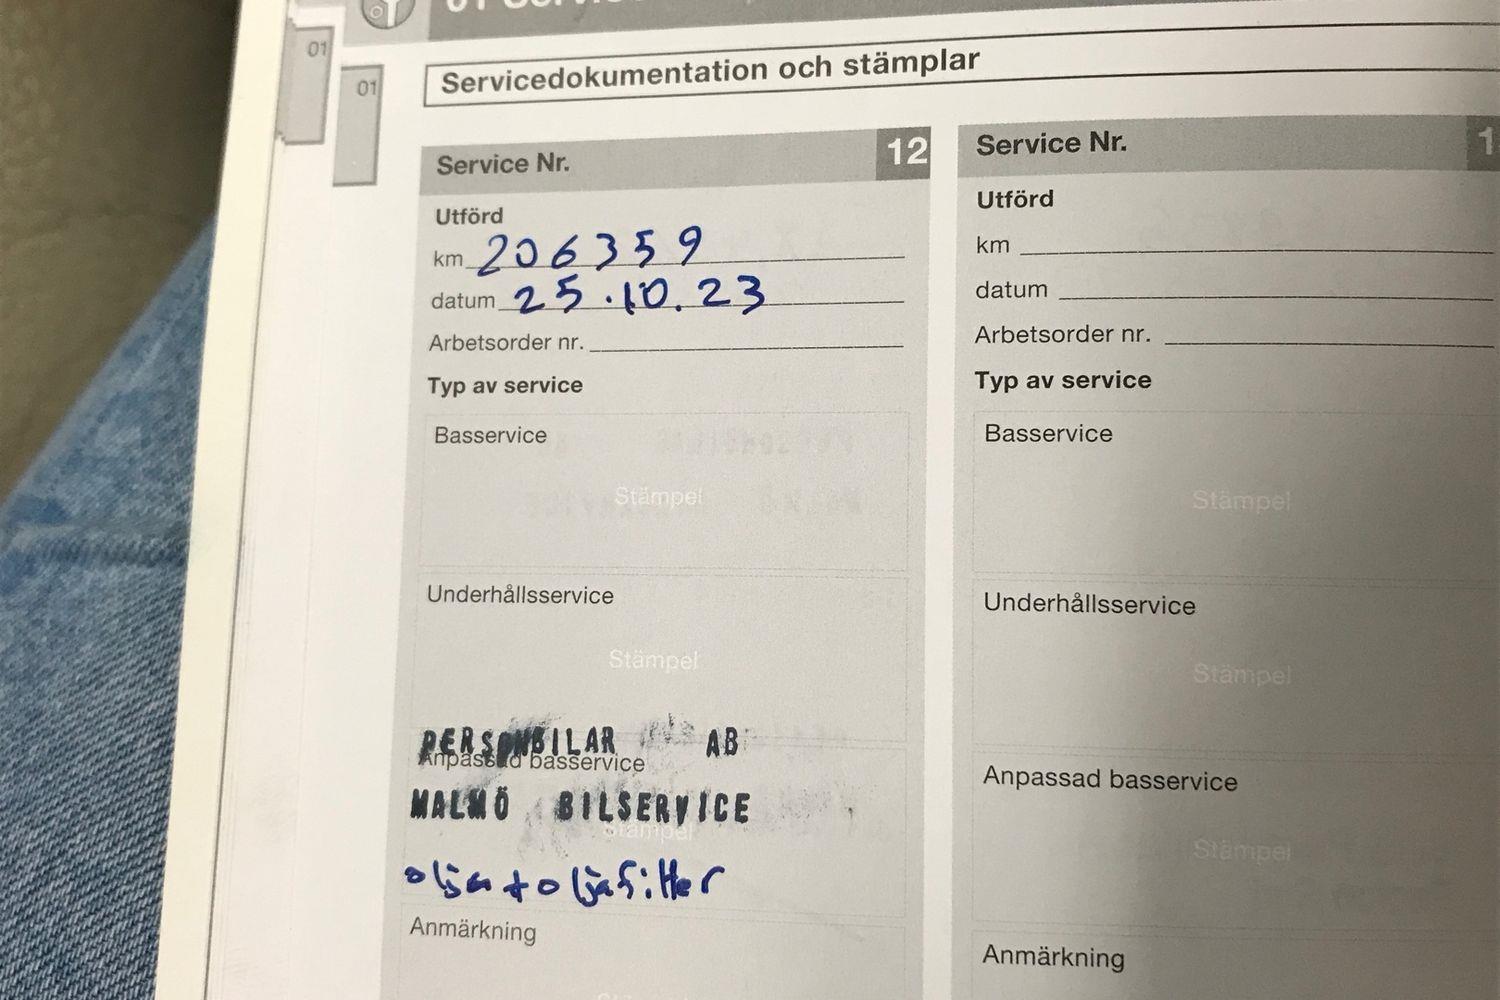 01
01
Servicedokumentation och stämplar
Service Nr. 12
Utförd
km 206359
datum 25.10.23
Arbetsorder nr.
Typ av service
Basservice
Stämpel
Underhållsservice
Stämpel
PERSONBILAR AB
Anpassad basservice
MALMÖ BILSERVICE
Stämpel
olja + oljafilter
Anmärkning
Service Nr. 1
Utförd
km
datum
Arbetsorder nr.
Typ av service
Basservice
Stämpel
Underhållsservice
Stämpel
Anpassad basservice
Stämpel
Anmärkning